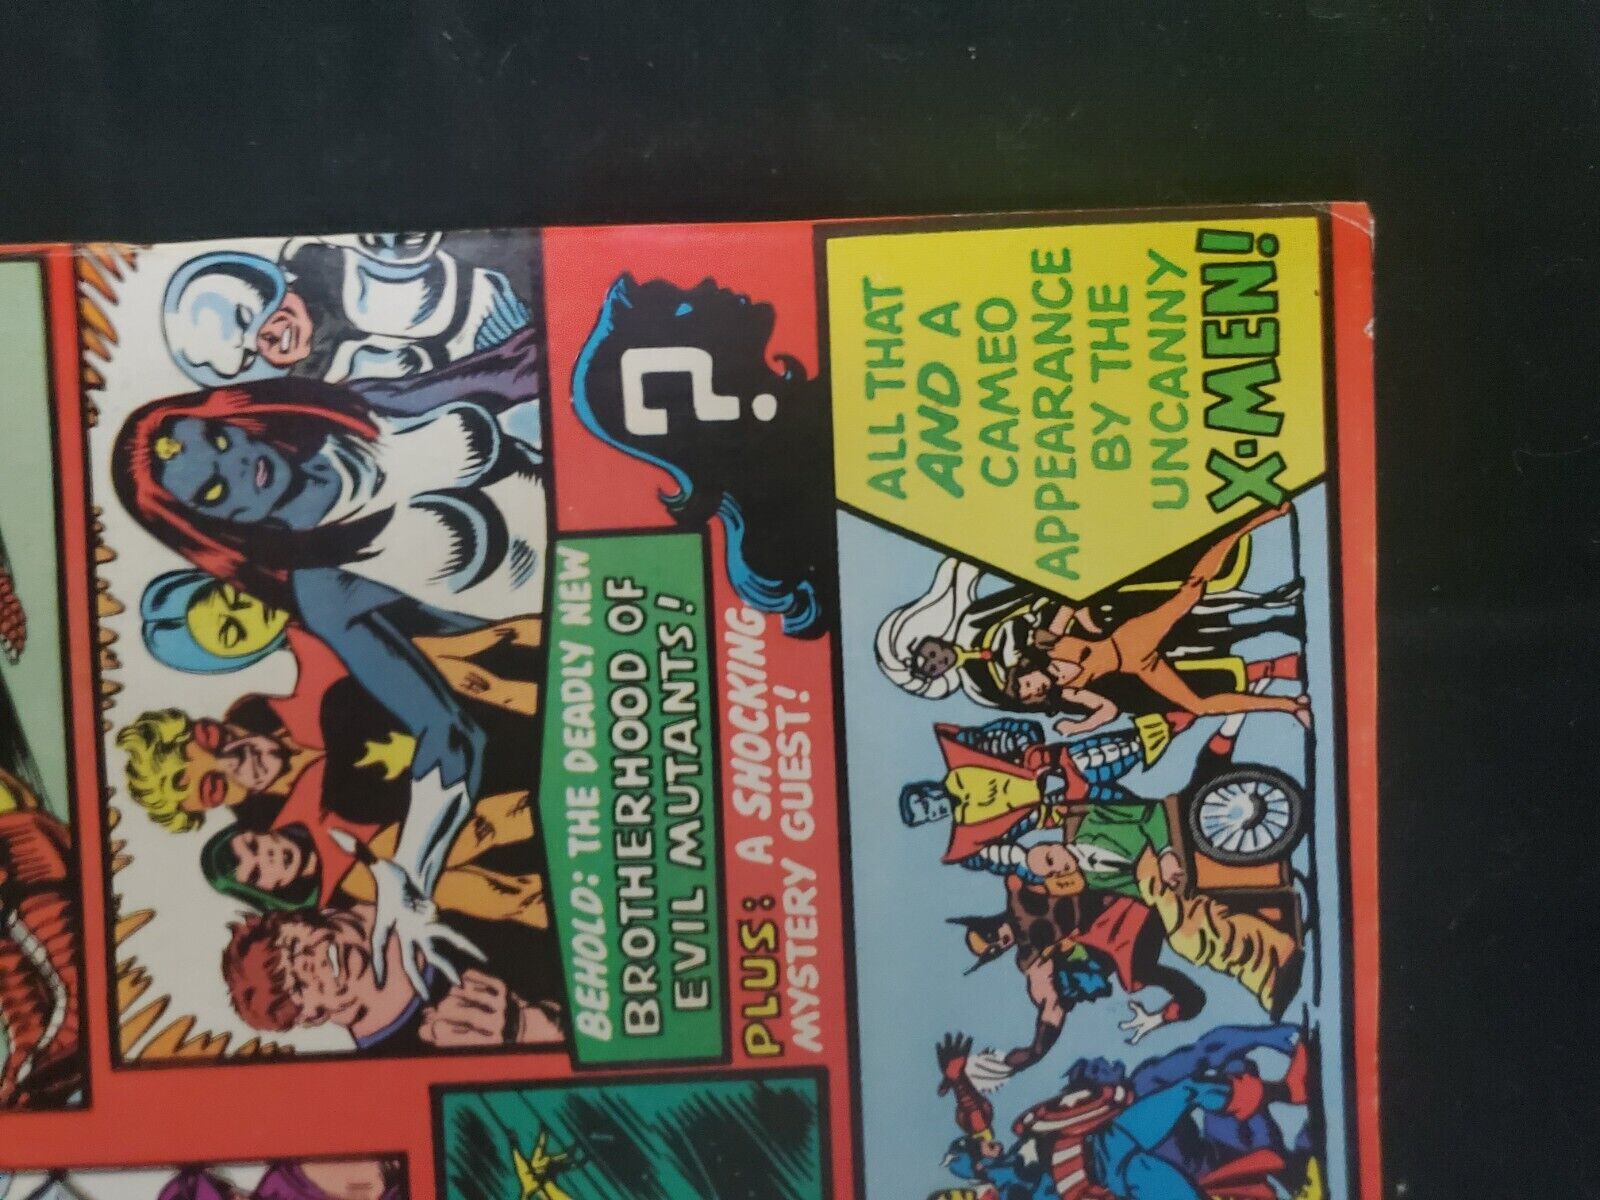 BEHOLD: THE DEADLY NEW
BROTHERHOOD OF
EVIL MUTANTS!
PLUS: A SHOCKING
MYSTERY GUEST!
?
ALL THAT
AND A
CAMEO
APPEARANCE
BY THE
UNCANNY
X-MEN!